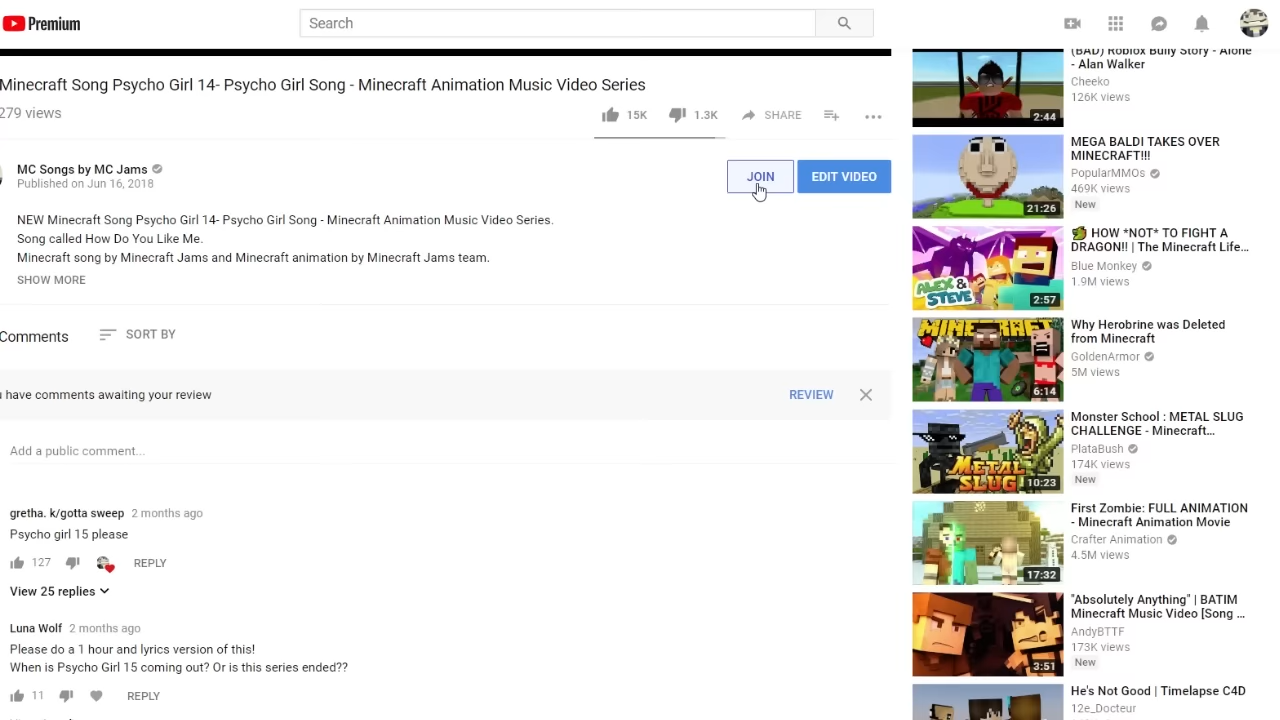 Premium
Search
Minecraft Song Psycho Girl 14- Psycho Girl Song - Minecraft Animation Music Video Series
279 views
15K
1.3K
SHARE
MC Songs by MC Jams
Published on Jun 16, 2018
JOIN
EDIT VIDEO
NEW Minecraft Song Psycho Girl 14- Psycho Girl Song - Minecraft Animation Music Video Series.
Song called How Do You Like Me.
Minecraft song by Minecraft Jams and Minecraft animation by Minecraft Jams team.
SHOW MORE
Comments
SORT BY
have comments awaiting your review
REVIEW
Add a public comment...
gretha. k/gotta sweep 2 months ago
Psycho girl 15 please
127
REPLY
View 25 replies
Luna Wolf 2 months ago
Please do a 1 hour and lyrics version of this!
When is Psycho Girl 15 coming out? Or is this series ended??
11
REPLY
(BAD) Roblox Bully Story - Alone
- Alan Walker
Cheeko
126K views
2:44
MEGA BALDI TAKES OVER
MINECRAFT!!!
PopularMMOs
469K views
New
21:26
HOW *NOT* TO FIGHT A
DRAGON!! | The Minecraft Life...
Blue Monkey
1.9M views
ALEX &
STEVE
2:57
Why Herobrine was Deleted
from Minecraft
GoldenArmor
5M views
MINECRAFT
6:14
Monster School : METAL SLUG
CHALLENGE - Minecraft...
PlataBush
174K views
New
METAL
SLUG
10:23
First Zombie: FULL ANIMATION
- Minecraft Animation Movie
Crafter Animation
4.5M views
17:32
"Absolutely Anything" | BATIM
Minecraft Music Video [Song ...
AndyBTTF
173K views
New
3:51
He's Not Good | Timelapse C4D
12e_Docteur